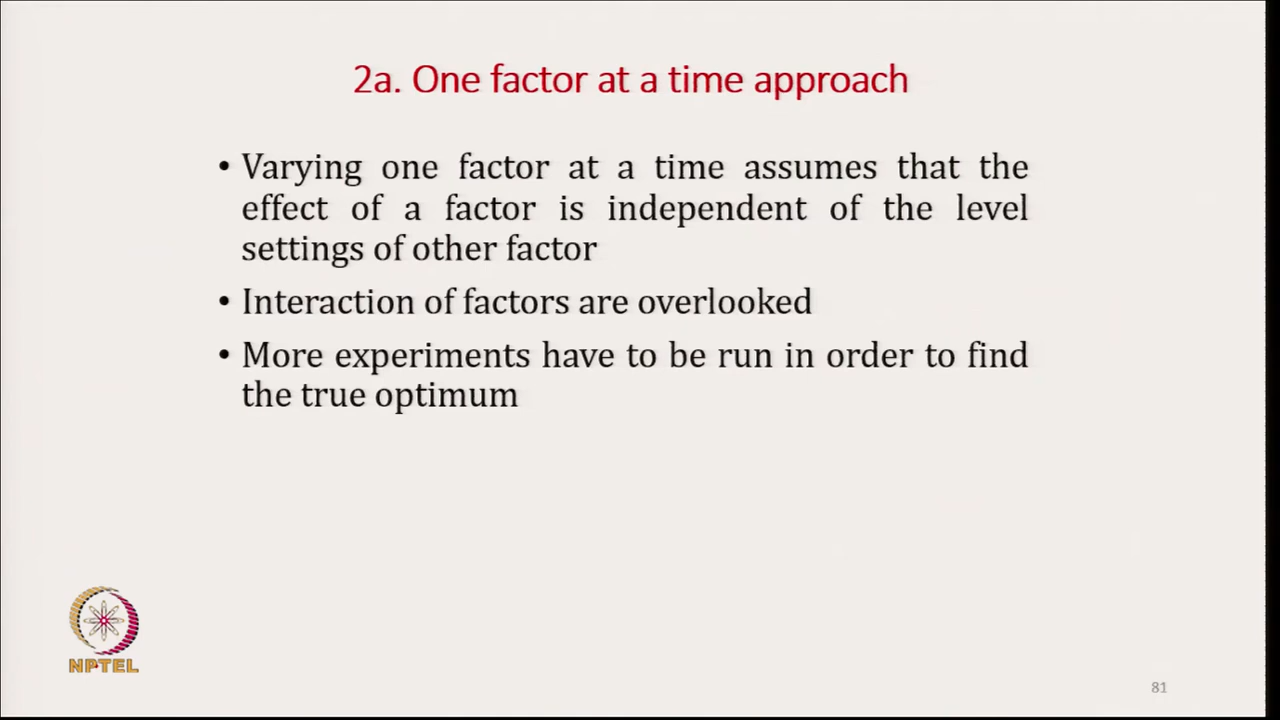 2a. One factor at a time approach
• Varying one factor at a time assumes that the
effect of a factor is independent of the level
settings of other factor
• Interaction of factors are overlooked
• More experiments have to be run in order to find
the true optimum
NPTEL
81